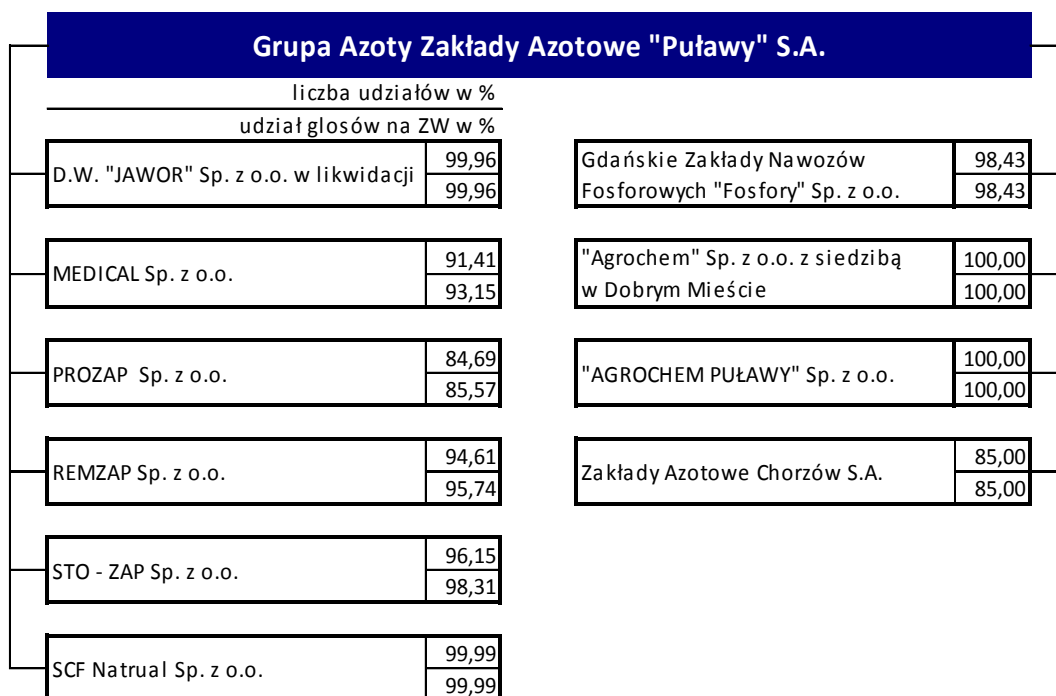 Grupa Azoty Zakłady Azotowe "Puławy" S.A.
liczba udziałów w %
udział glosów na ZW w %
D.W. "JAWOR" Sp. z o.o. w likwidacji
99,96
99,96
MEDICAL Sp. z o.o.
91,41
93,15
PROZAP Sp. z o.o.
84,69
85,57
REMZAP Sp. z o.o.
94,61
95,74
STO - ZAP Sp. z o.o.
96,15
98,31
SCF Natrual Sp. z o.o.
99,99
99,99
Gdańskie Zakłady Nawozów
Fosforowych "Fosfory" Sp. z o.o.
98,43
98,43
"Agrochem" Sp. z o.o. z siedzibą
w Dobrym Mieście
100,00
100,00
"AGROCHEM PUŁAWY" Sp. z o.o.
100,00
100,00
Zakłady Azotowe Chorzów S.A.
85,00
85,00